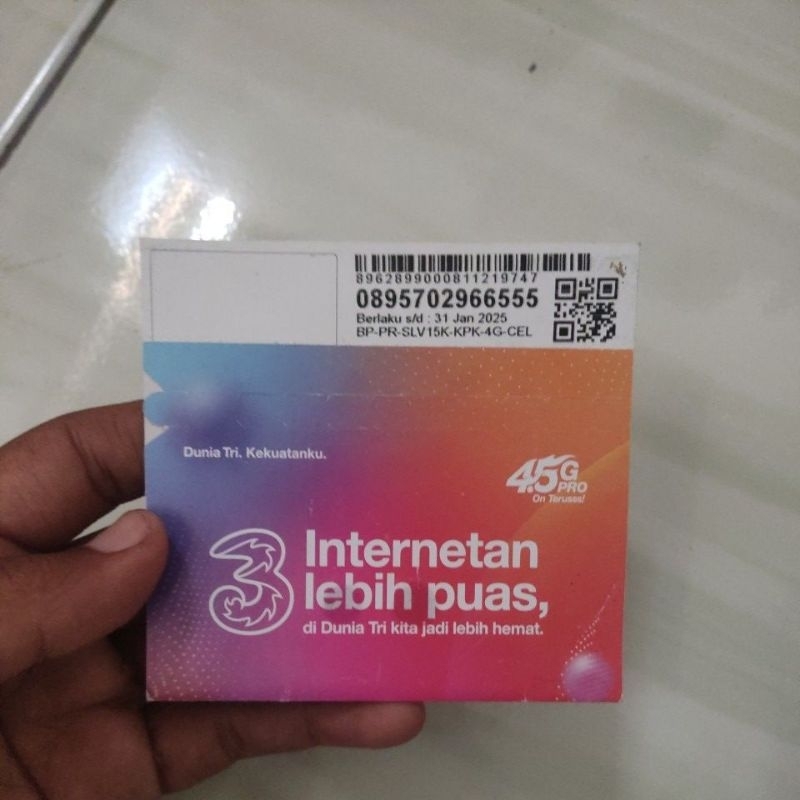 8962899000811219747
0895702966555
Berlaku s/d : 31 Jan 2025
BP-PR-SLV15K-KPK-4G-CEL
Dunia Tri. Kekuatanku.
4.5G
PRO
On Teruses!
3 Internetan
lebih puas,
di Dunia Tri kita jadi lebih hemat.